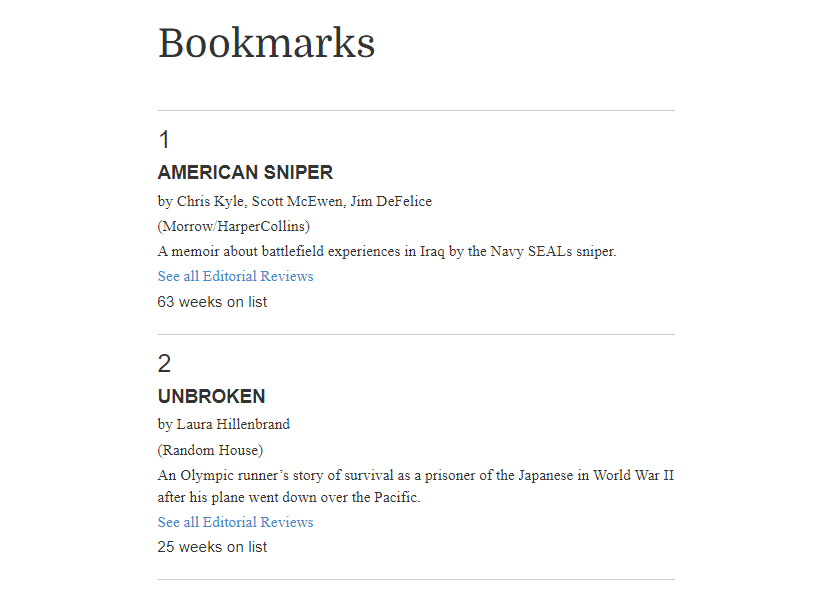 Bookmarks
1
AMERICAN SNIPER
by Chris Kyle, Scott McEwen, Jim DeFelice
(Morrow/HarperCollins)
A memoir about battlefield experiences in Iraq by the Navy SEALs sniper.
See all Editorial Reviews
63 weeks on list
2
UNBROKEN
by Laura Hillenbrand
(Random House)
An Olympic runner’s story of survival as a prisoner of the Japanese in World War II
after his plane went down over the Pacific.
See all Editorial Reviews
25 weeks on list